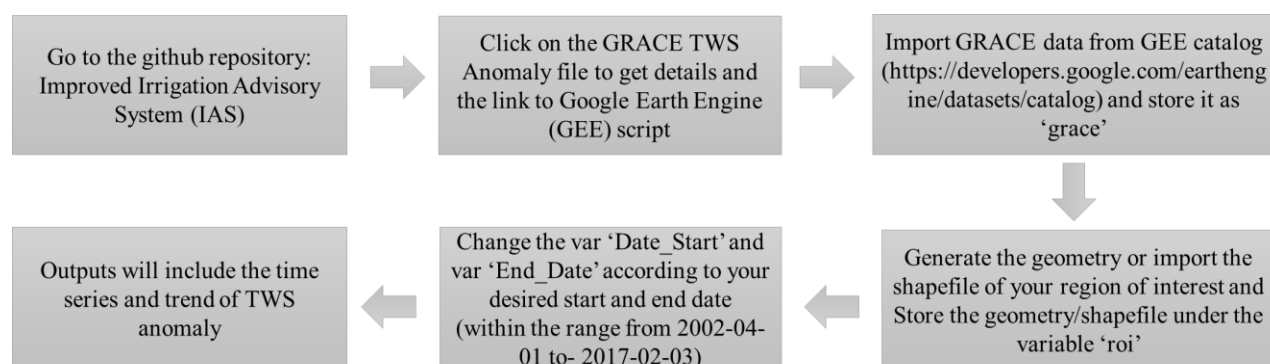 Go to the github repository:
Improved Irrigation Advisory
System (IAS)
Click on the GRACE TWS
Anomaly file to get details and
the link to Google Earth Engine
(GEE) script
Import GRACE data from GEE catalog
(https://developers.google.com/eartheng
ine/datasets/catalog) and store it as
‘grace’
Generate the geometry or import the
shapefile of your region of interest and
Store the geometry/shapefile under the
variable ‘roi’
Change the var ‘Date_Start’ and
var ‘End_Date’ according to your
desired start and end date
(within the range from 2002-04-
01 to- 2017-02-03)
Outputs will include the time
series and trend of TWS
anomaly